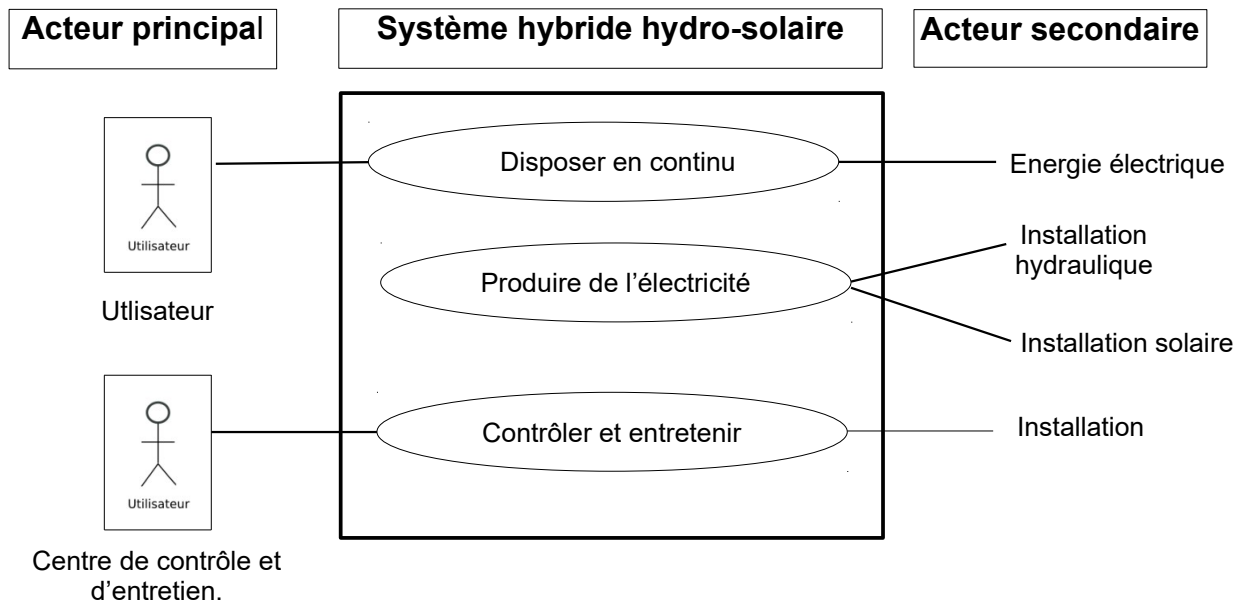 Acteur principal
Système hybride hydro-solaire
Acteur secondaire
Utilisateur
Utlisateur
Disposer en continu
Energie électrique
Produire de l'électricité
Installation
hydraulique
Installation solaire
Utilisateur
Centre de contrôle et
d'entretien.
Contrôler et entretenir
Installation